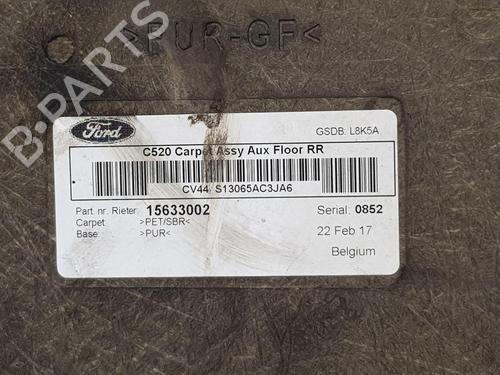 >PUR-GF<
B-PARTS
Ford
GSDB: L8K5A
C520 Carpet Assy Aux Floor RR
CV44 S13065AC3JA6
Part. nr. Rieter: 15633002
Serial: 0852
Carpet >PET/SBR<
Base: >PUR<
22 Feb 17
Belgium
B-PARTS